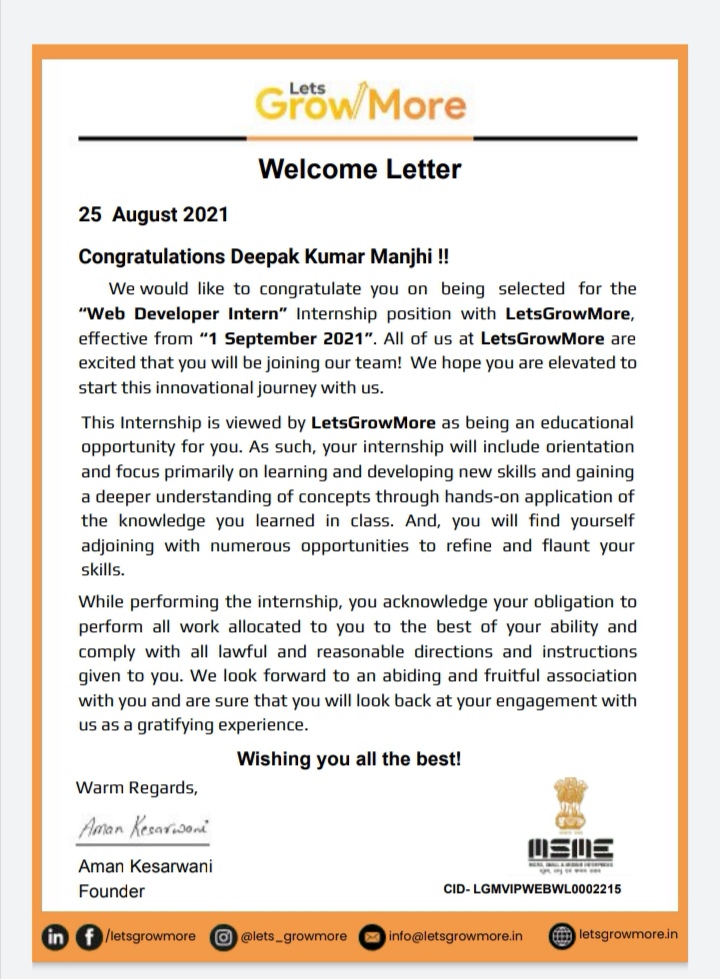 Lets
GrowMore
Welcome Letter
25 August 2021
Congratulations Deepak Kumar Manjhi !!
We would like to congratulate you on being selected for the
“Web Developer Intern” Internship position with LetsGrowMore,
effective from “1 September 2021”. All of us at LetsGrowMore are
excited that you will be joining our team! We hope you are elevated to
start this innovational journey with us.
This Internship is viewed by LetsGrowMore as being an educational
opportunity for you. As such, your internship will include orientation
and focus primarily on learning and developing new skills and gaining
a deeper understanding of concepts through hands-on application of
the knowledge you learned in class. And, you will find yourself
adjoining with numerous opportunities to refine and flaunt your
skills.
While performing the internship, you acknowledge your obligation to
perform all work allocated to you to the best of your ability and
comply with all lawful and reasonable directions and instructions
given to you. We look forward to an abiding and fruitful association
with you and are sure that you will look back at your engagement with
us as a gratifying experience.
Wishing you all the best!
Warm Regards,
Aman Kesarwani
Aman Kesarwani
Founder
MSME
MICRO, SMALL & MEDIUM ENTERPRISES
CID- LGMVIPWEBWL0002215
in f /letsgrowmore @lets_growmore info@letsgrowmore.in letsgrowmore.in